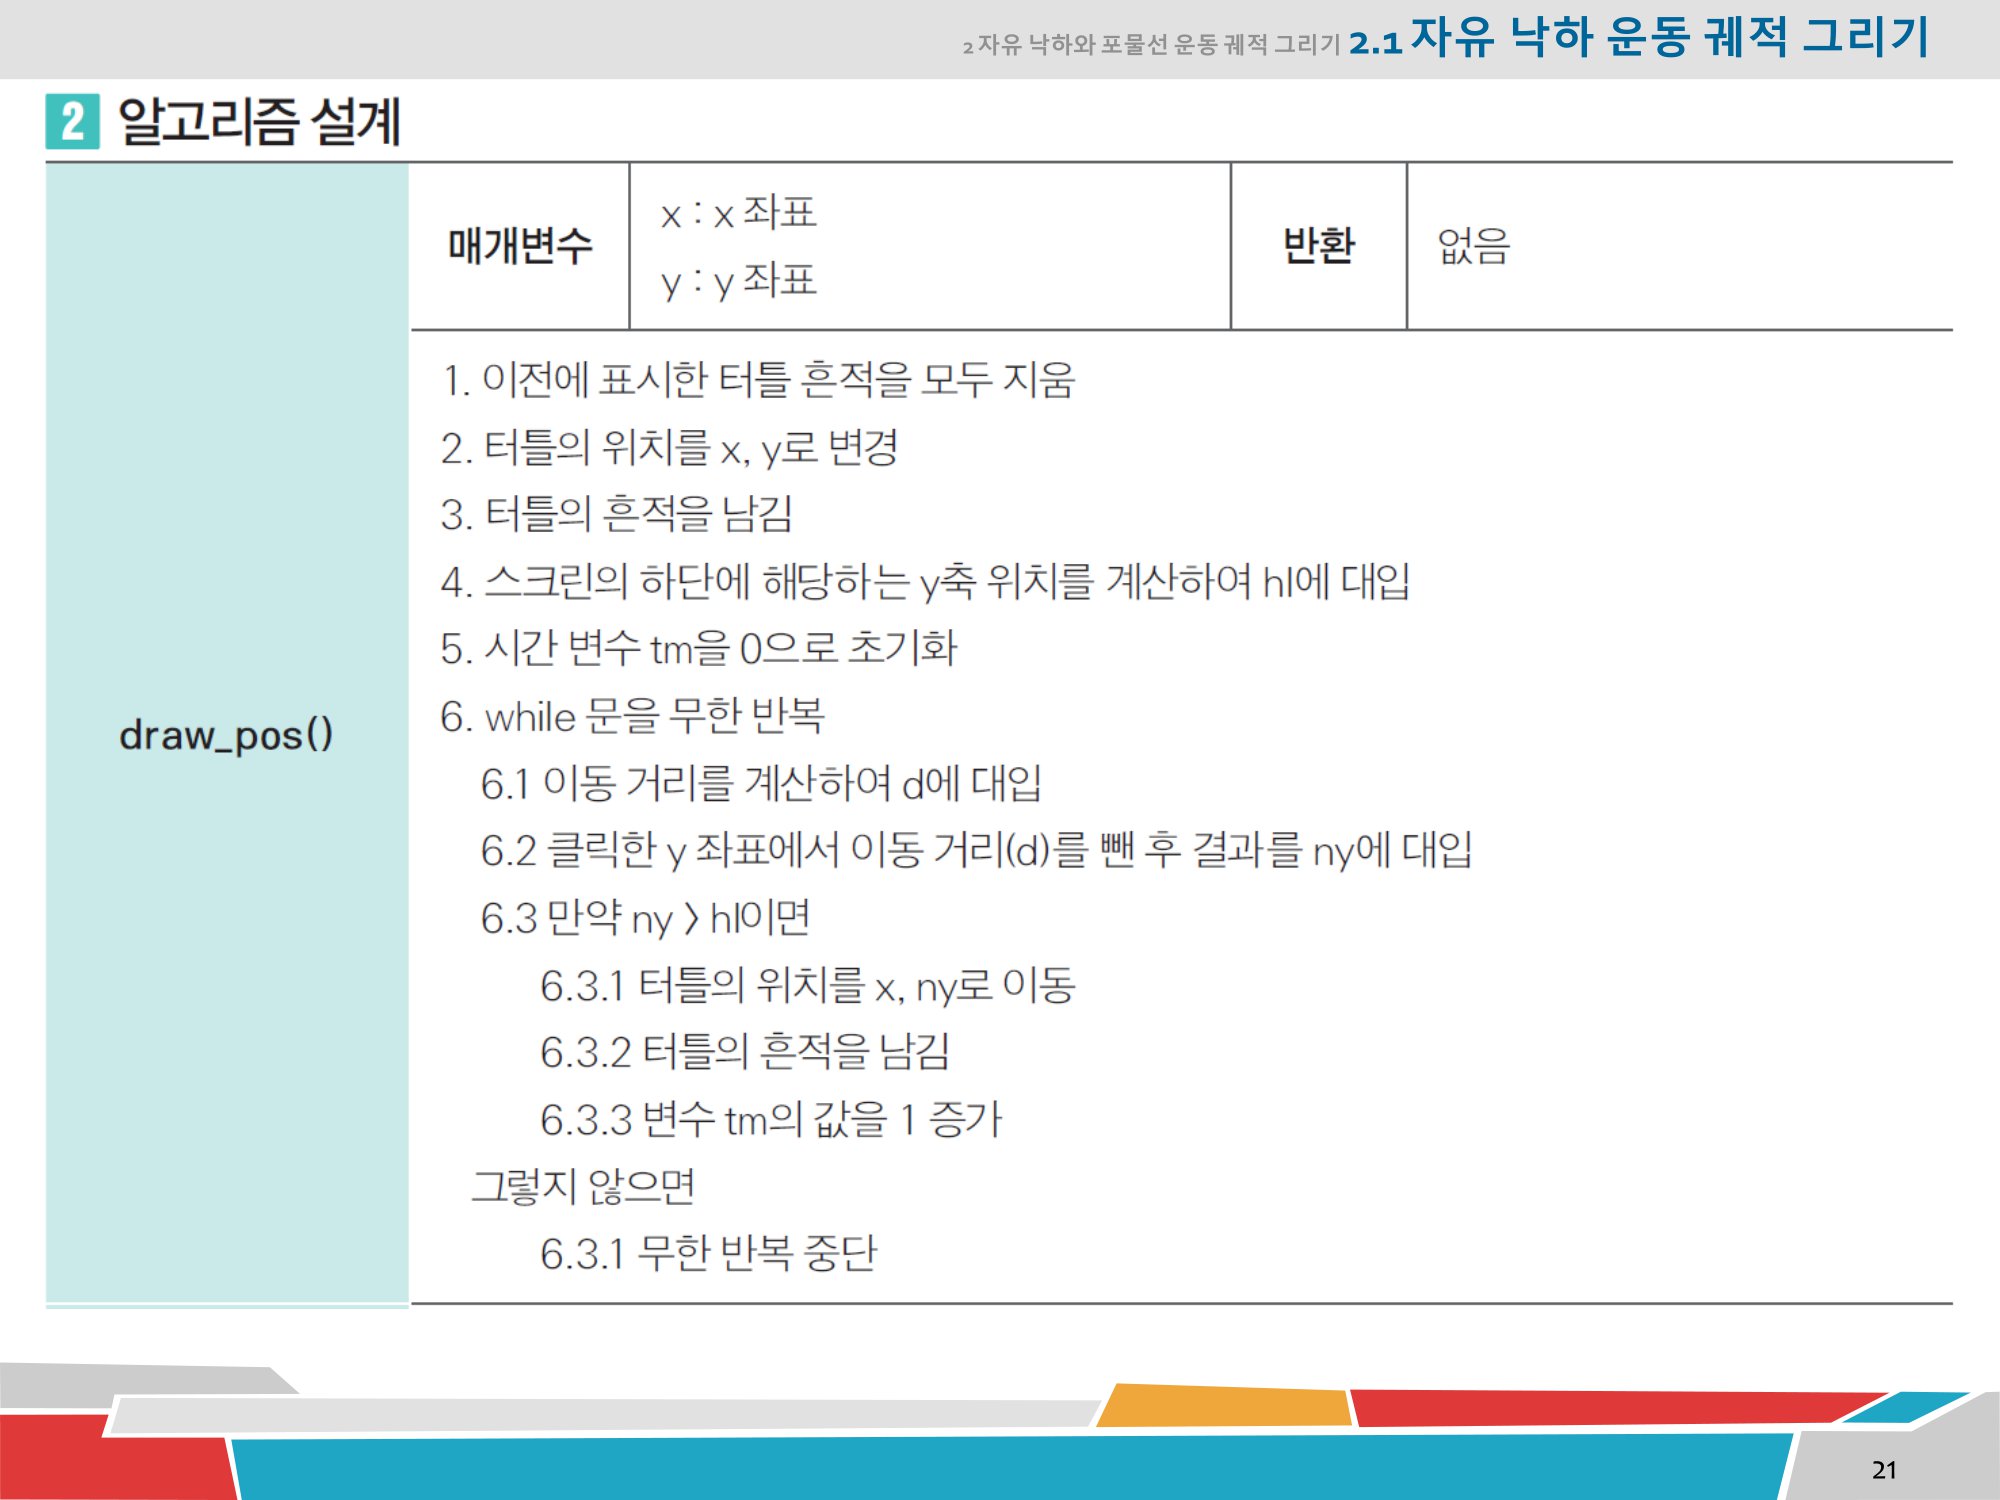 2 자유 낙하와 포물선 운동 궤적 그리기 2.1 자유 낙하 운동 궤적 그리기
2 알고리즘 설계
매개변수
x : x 좌표
y : y 좌표
반환
없음
draw_pos()
1. 이전에 표시한 터틀 흔적을 모두 지움
2. 터틀의 위치를 x, y로 변경
3. 터틀의 흔적을 남김
4. 스크린의 하단에 해당하는 y축 위치를 계산하여 hl에 대입
5. 시간 변수 tm을 0으로 초기화
6. while 문을 무한 반복
6.1 이동 거리를 계산하여 d에 대입
6.2 클릭한 y 좌표에서 이동 거리(d)를 뺀 후 결과를 ny에 대입
6.3 만약 ny > hl이면
6.3.1 터틀의 위치를 x, ny로 이동
6.3.2 터틀의 흔적을 남김
6.3.3 변수 tm의 값을 1 증가
그렇지 않으면
6.3.1 무한 반복 중단
21